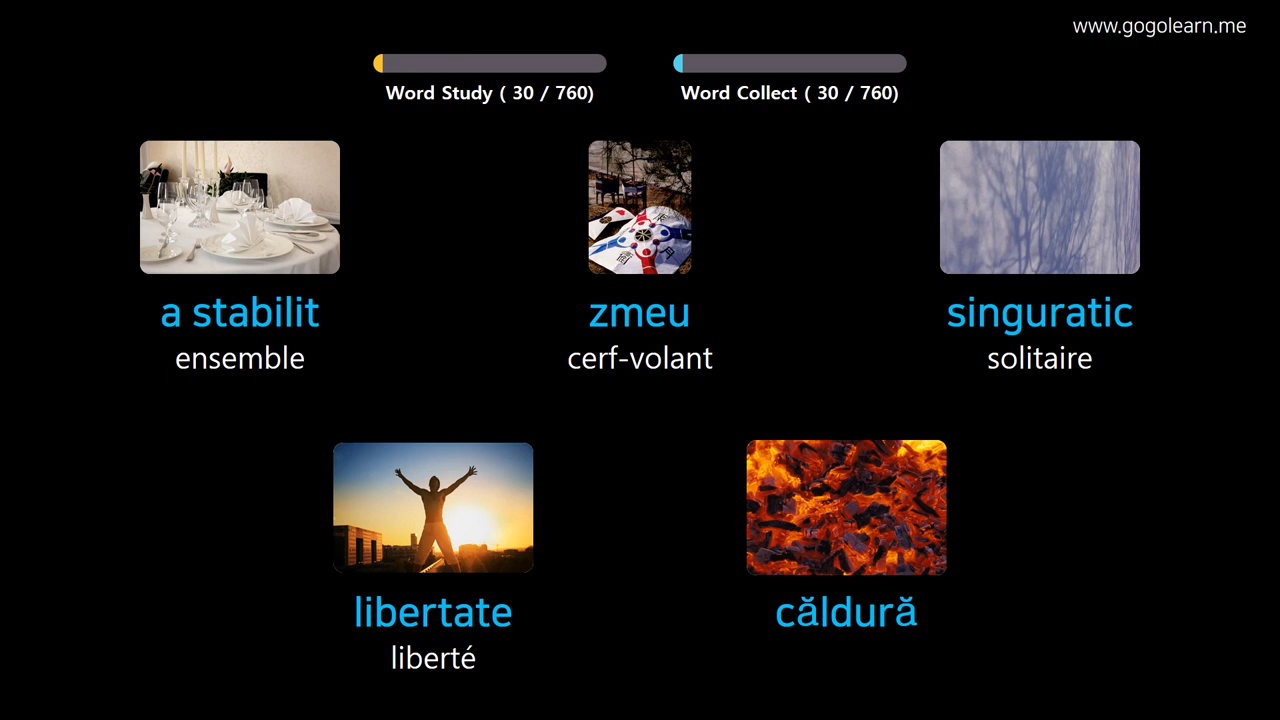 www.gogolearn.me
Word Study ( 30 / 760)
Word Collect ( 30 / 760)
a stabilit
ensemble
zmeu
cerf-volant
singuratic
solitaire
libertate
liberté
căldură